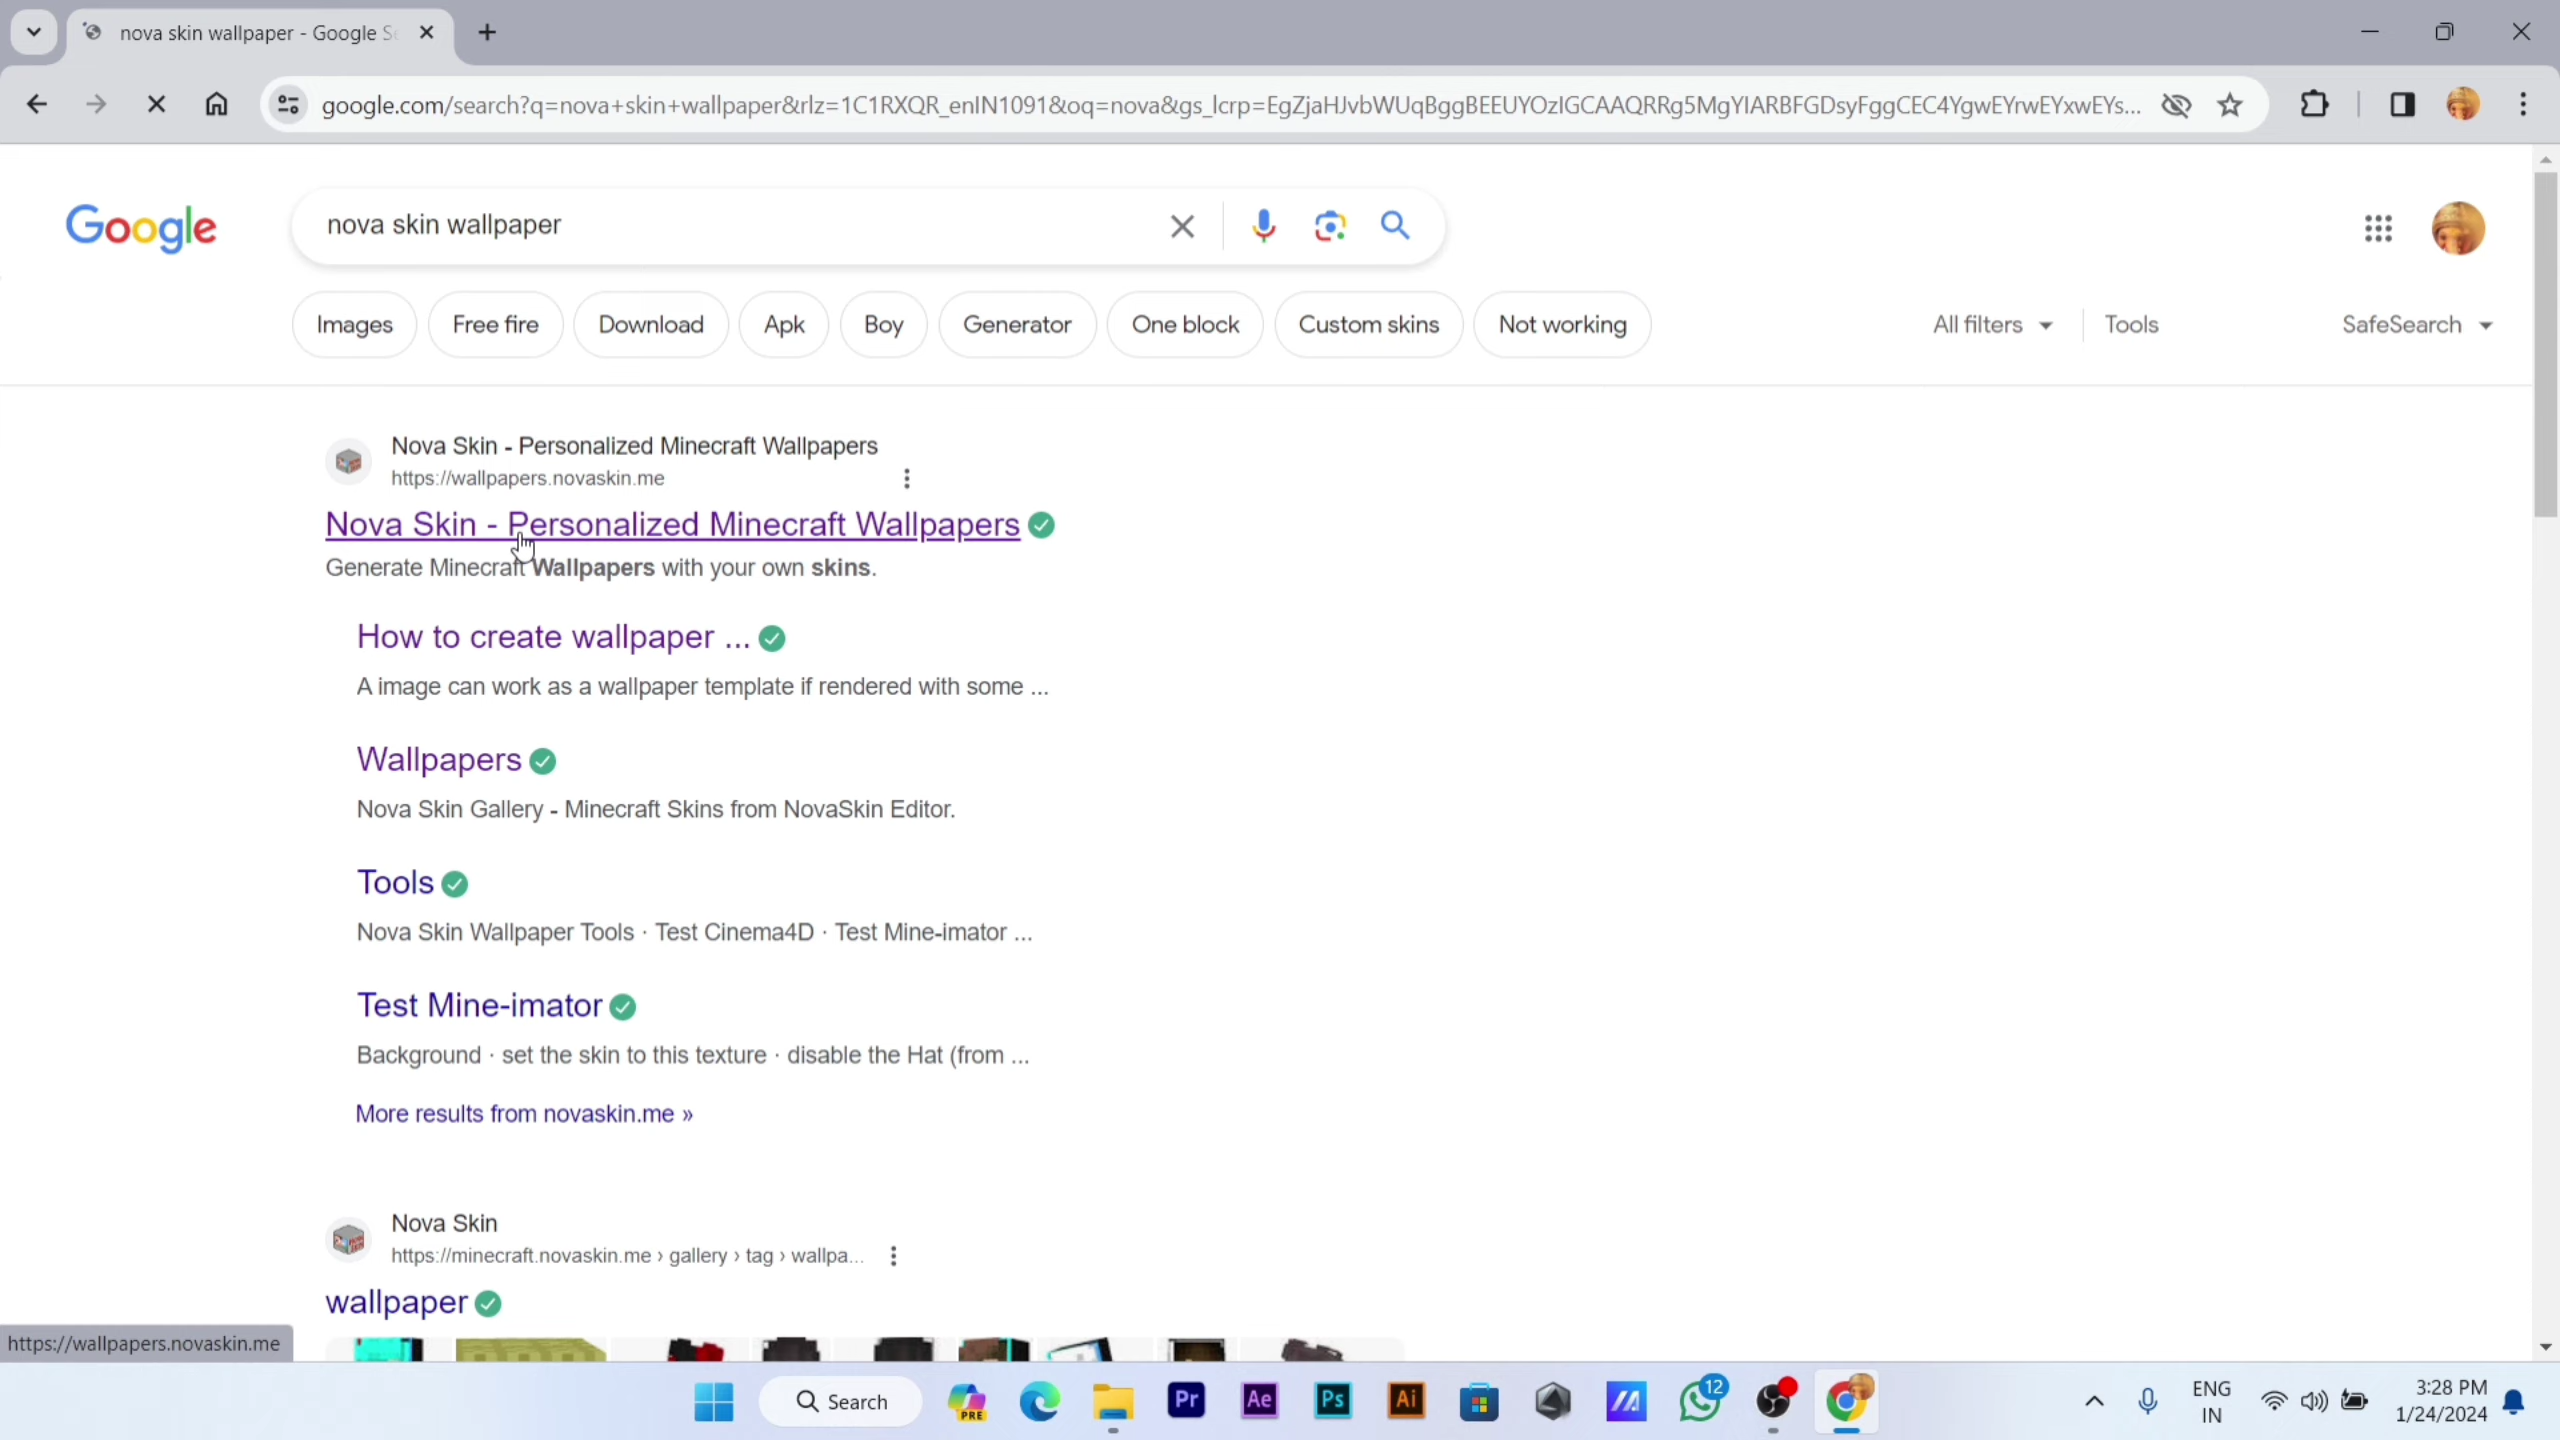 nova skin wallpaper - Google Se
google.com/search?q=nova+skin+wallpaper&rlz=1C1RXQR_enIN1091&oq=nova&gs_lcrp=EgZjaHJvbWUqBggBEEUYOzIGCAAQRRg5MgYIARBFGDsyFggCEC4YgwEYrwEYxwEYs...
Google
nova skin wallpaper
Images
Free fire
Download
Apk
Boy
Generator
One block
Custom skins
Not working
All filters
Tools
SafeSearch
Nova Skin - Personalized Minecraft Wallpapers
https://wallpapers.novaskin.me
Nova Skin - Personalized Minecraft Wallpapers
Generate Minecraft Wallpapers with your own skins.
How to create wallpaper ...
A image can work as a wallpaper template if rendered with some ...
Wallpapers
Nova Skin Gallery - Minecraft Skins from NovaSkin Editor.
Tools
Nova Skin Wallpaper Tools · Test Cinema4D · Test Mine-imator ...
Test Mine-imator
Background · set the skin to this texture · disable the Hat (from ...
More results from novaskin.me »
Nova Skin
https://minecraft.novaskin.me › gallery › tag › wallpa...
wallpaper
https://wallpapers.novaskin.me
Search
PRE
Pr
Ae
Ps
Ai
12
ENG
IN
3:28 PM
1/24/2024